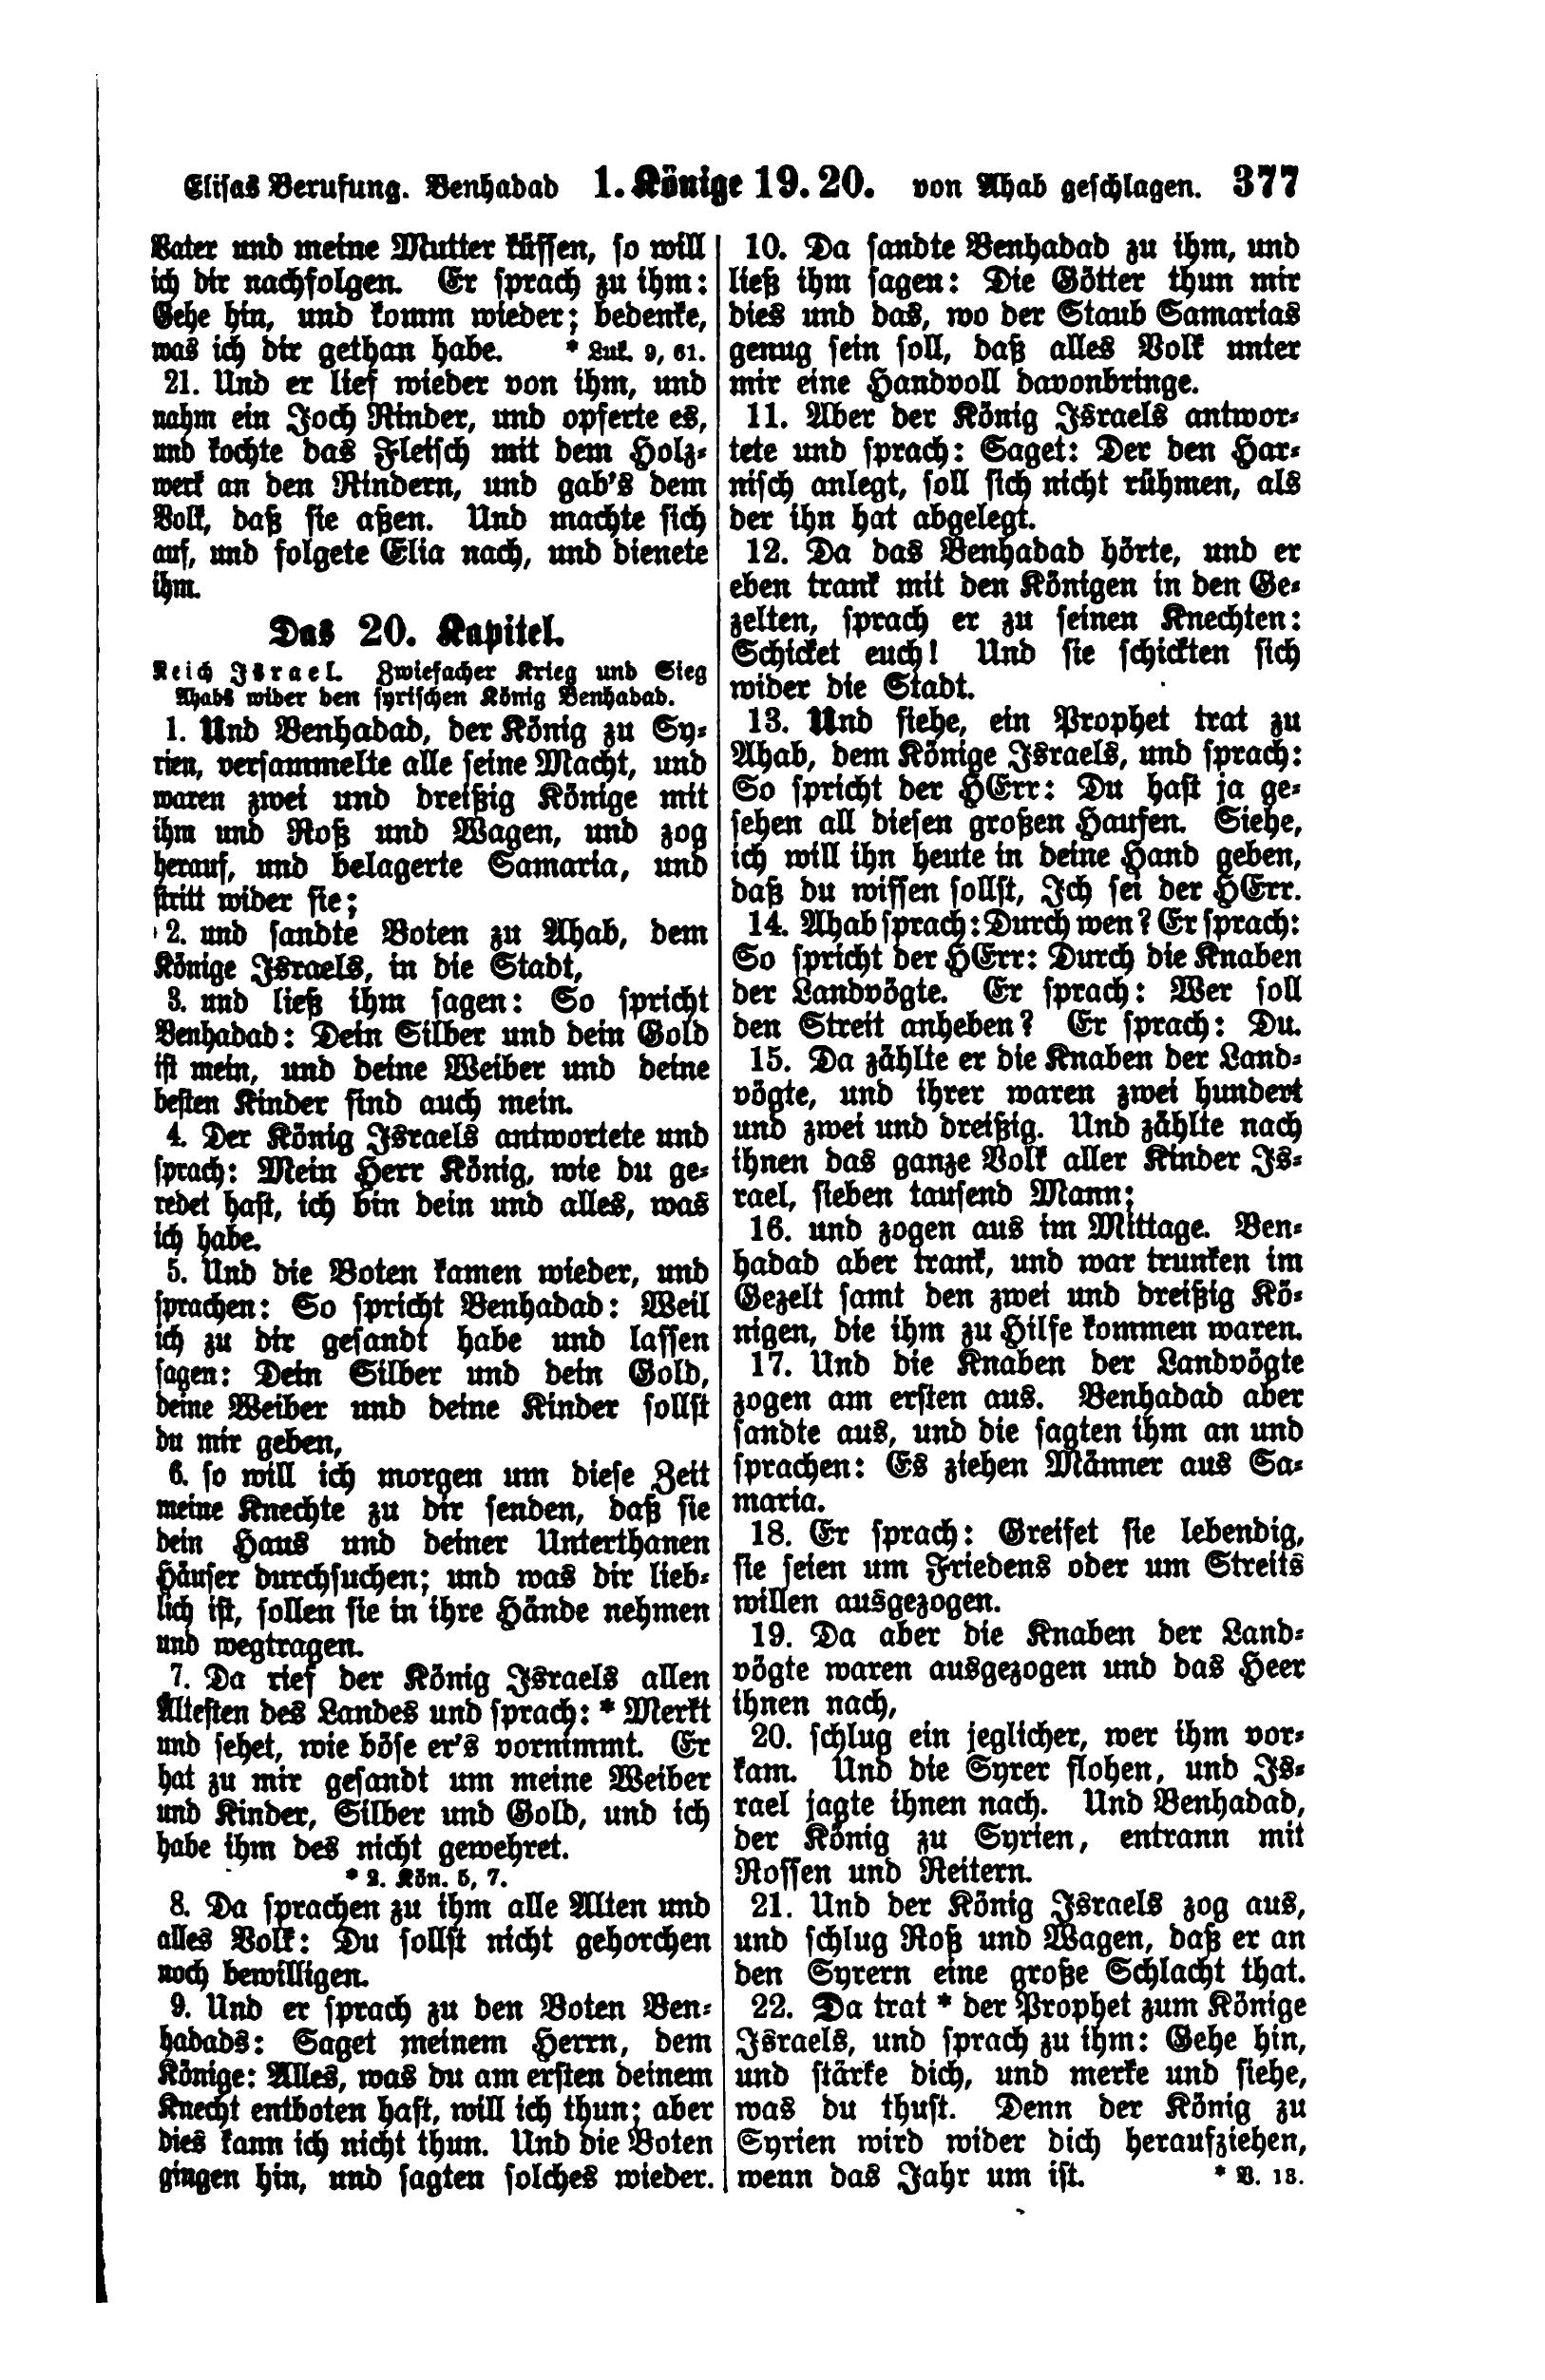 Elisas Berufung. Benhadad 1. Könige 19. 20. von Ahab geschlagen. 377
Vater und meine Mutter küssen, so will
ich dir nachfolgen. Er sprach zu ihm:
Gehe hin, und komm wieder; bedenke,
was ich dir gethan habe. * Luk. 9, 61.
21. Und er lief wieder von ihm, und
nahm ein Joch Rinder, und opferte es,
und kochte das Fleisch mit dem Holz-
werk an den Rindern, und gab's dem
Volk, daß sie aßen. Und machte sich
auf, und folgete Elia nach, und dienete
ihm.
Das 20. Kapitel.
Reich Israel. Zwiefacher Krieg und Sieg
Ahabs wider den syrischen König Benhadad.
1. Und Benhadad, der König zu Sy-
rien, versammelte alle seine Macht, und
waren zwei und dreißig Könige mit
ihm und Roß und Wagen, und zog
herauf, und belagerte Samaria, und
stritt wider sie;
2. und sandte Boten zu Ahab, dem
Könige Israels, in die Stadt,
3. und ließ ihm sagen: So spricht
Benhadad: Dein Silber und dein Gold
ist mein, und deine Weiber und deine
besten Kinder sind auch mein.
4. Der König Israels antwortete und
sprach: Mein Herr König, wie du ge-
redet hast, ich bin dein und alles, was
ich habe.
5. Und die Boten kamen wieder, und
sprachen: So spricht Benhadad: Weil
ich zu dir gesandt habe und lassen
sagen: Dein Silber und dein Gold,
deine Weiber und deine Kinder sollst
du mir geben,
6. so will ich morgen um diese Zeit
meine Knechte zu dir senden, daß sie
dein Haus und deiner Unterthanen
Häuser durchsuchen; und was dir lieb-
lich ist, sollen sie in ihre Hände nehmen
und wegtragen.
7. Da rief der König Israels allen
Ältesten des Landes und sprach: * Merkt
und sehet, wie böse er's vornimmt. Er
hat zu mir gesandt um meine Weiber
und Kinder, Silber und Gold, und ich
habe ihm des nicht gewehret.
* 2. Kön. 5, 7.
8. Da sprachen zu ihm alle Alten und
alles Volk: Du sollst nicht gehorchen
noch bewilligen.
9. Und er sprach zu den Boten Ben-
hadads: Saget meinem Herrn, dem
Könige: Alles, was du am ersten deinem
Knecht entboten hast, will ich thun; aber
dies kann ich nicht thun. Und die Boten
gingen hin, und sagten solches wieder.
10. Da sandte Benhadad zu ihm, und
ließ ihm sagen: Die Götter thun mir
dies und das, wo der Staub Samarias
genug sein soll, daß alles Volk unter
mir eine Handvoll davonbringe.
11. Aber der König Israels antwor-
tete und sprach: Saget: Der den Har-
nisch anlegt, soll sich nicht rühmen, als
der ihn hat abgelegt.
12. Da das Benhadad hörte, und er
eben trank mit den Königen in den Ge-
zelten, sprach er zu seinen Knechten:
Schicket euch! Und sie schickten sich
wider die Stadt.
13. Und siehe, ein Prophet trat zu
Ahab, dem Könige Israels, und sprach:
So spricht der HErr: Du hast ja ge-
sehen all diesen großen Haufen. Siehe,
ich will ihn heute in deine Hand geben,
daß du wissen sollst, Ich sei der HErr.
14. Ahab sprach: Durch wen? Er sprach:
So spricht der HErr: Durch die Knaben
der Landvögte. Er sprach: Wer soll
den Streit anheben? Er sprach: Du.
15. Da zählte er die Knaben der Land-
vögte, und ihrer waren zwei hundert
und zwei und dreißig. Und zählte nach
ihnen das ganze Volk aller Kinder Is-
rael, sieben tausend Mann;
16. und zogen aus im Mittage. Ben-
hadad aber trank, und war trunken im
Gezelt samt den zwei und dreißig Kö-
nigen, die ihm zu Hilfe kommen waren.
17. Und die Knaben der Landvögte
zogen am ersten aus. Benhadad aber
sandte aus, und die sagten ihm an und
sprachen: Es ziehen Männer aus Sa-
maria.
18. Er sprach: Greifet sie lebendig,
sie seien um Friedens oder um Streits
willen ausgezogen.
19. Da aber die Knaben der Land-
vögte waren ausgezogen und das Heer
ihnen nach,
20. schlug ein jeglicher, wer ihm vor-
kam. Und die Syrer flohen, und Is-
rael jagte ihnen nach. Und Benhadad,
der König zu Syrien, entrann mit
Rossen und Reitern.
21. Und der König Israels zog aus,
und schlug Roß und Wagen, daß er an
den Syrern eine große Schlacht that.
22. Da trat * der Prophet zum Könige
Israels, und sprach zu ihm: Gehe hin,
und stärke dich, und merke und siehe,
was du thust. Denn der König zu
Syrien wird wider dich heraufziehen,
wenn das Jahr um ist. * V. 13.